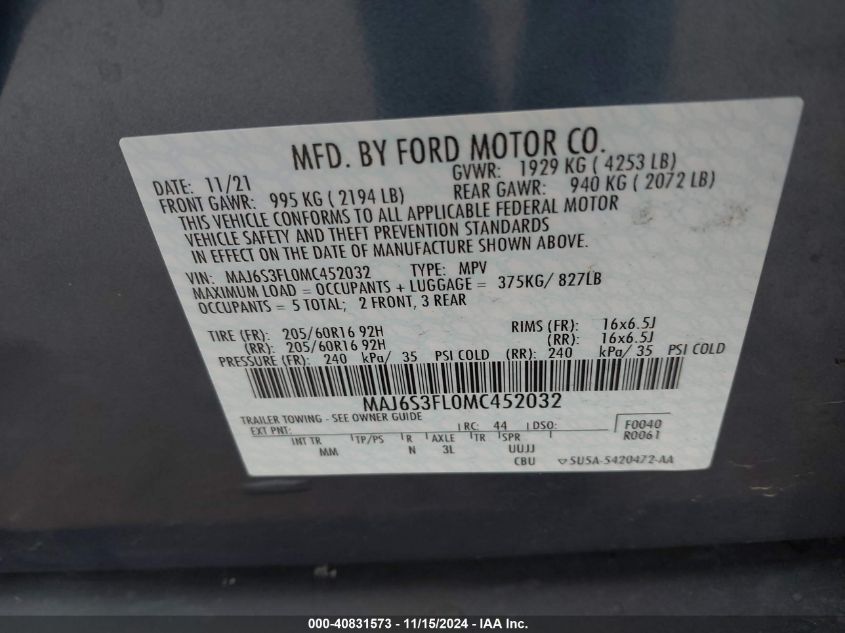 MFD. BY FORD MOTOR CO.
DATE: 11/21 GVWR: 1929 KG ( 4253 LB)
FRONT GAWR: 995 KG ( 2194 LB) REAR GAWR: 940 KG ( 2072 LB)
THIS VEHICLE CONFORMS TO ALL APPLICABLE FEDERAL MOTOR
VEHICLE SAFETY AND THEFT PREVENTION STANDARDS
IN EFFECT ON THE DATE OF MANUFACTURE SHOWN ABOVE.
VIN: MAJ6S3FL0MC452032 TYPE: MPV
MAXIMUM LOAD = OCCUPANTS + LUGGAGE = 375KG/ 827LB
OCCUPANTS = 5 TOTAL; 2 FRONT, 3 REAR
TIRE (FR): 205/60R16 92H RIMS (FR): 16x6.5J
(RR): 205/60R16 92H (RR): 16x6.5J
PRESSURE (FR): 240 kPa/ 35 PSI COLD (RR): 240 kPa/ 35 PSI COLD
MAJ6S3FL0MC452032
TRAILER TOWING - SEE OWNER GUIDE
EXT PNT: RC: 44 DSO: F0040
R0061
INT TR TP/PS R AXLE TR SPR
MM N 3L UUJJ
CBU SU5A-5420472-AA
000-40831573 - 11/15/2024 - IAA Inc.